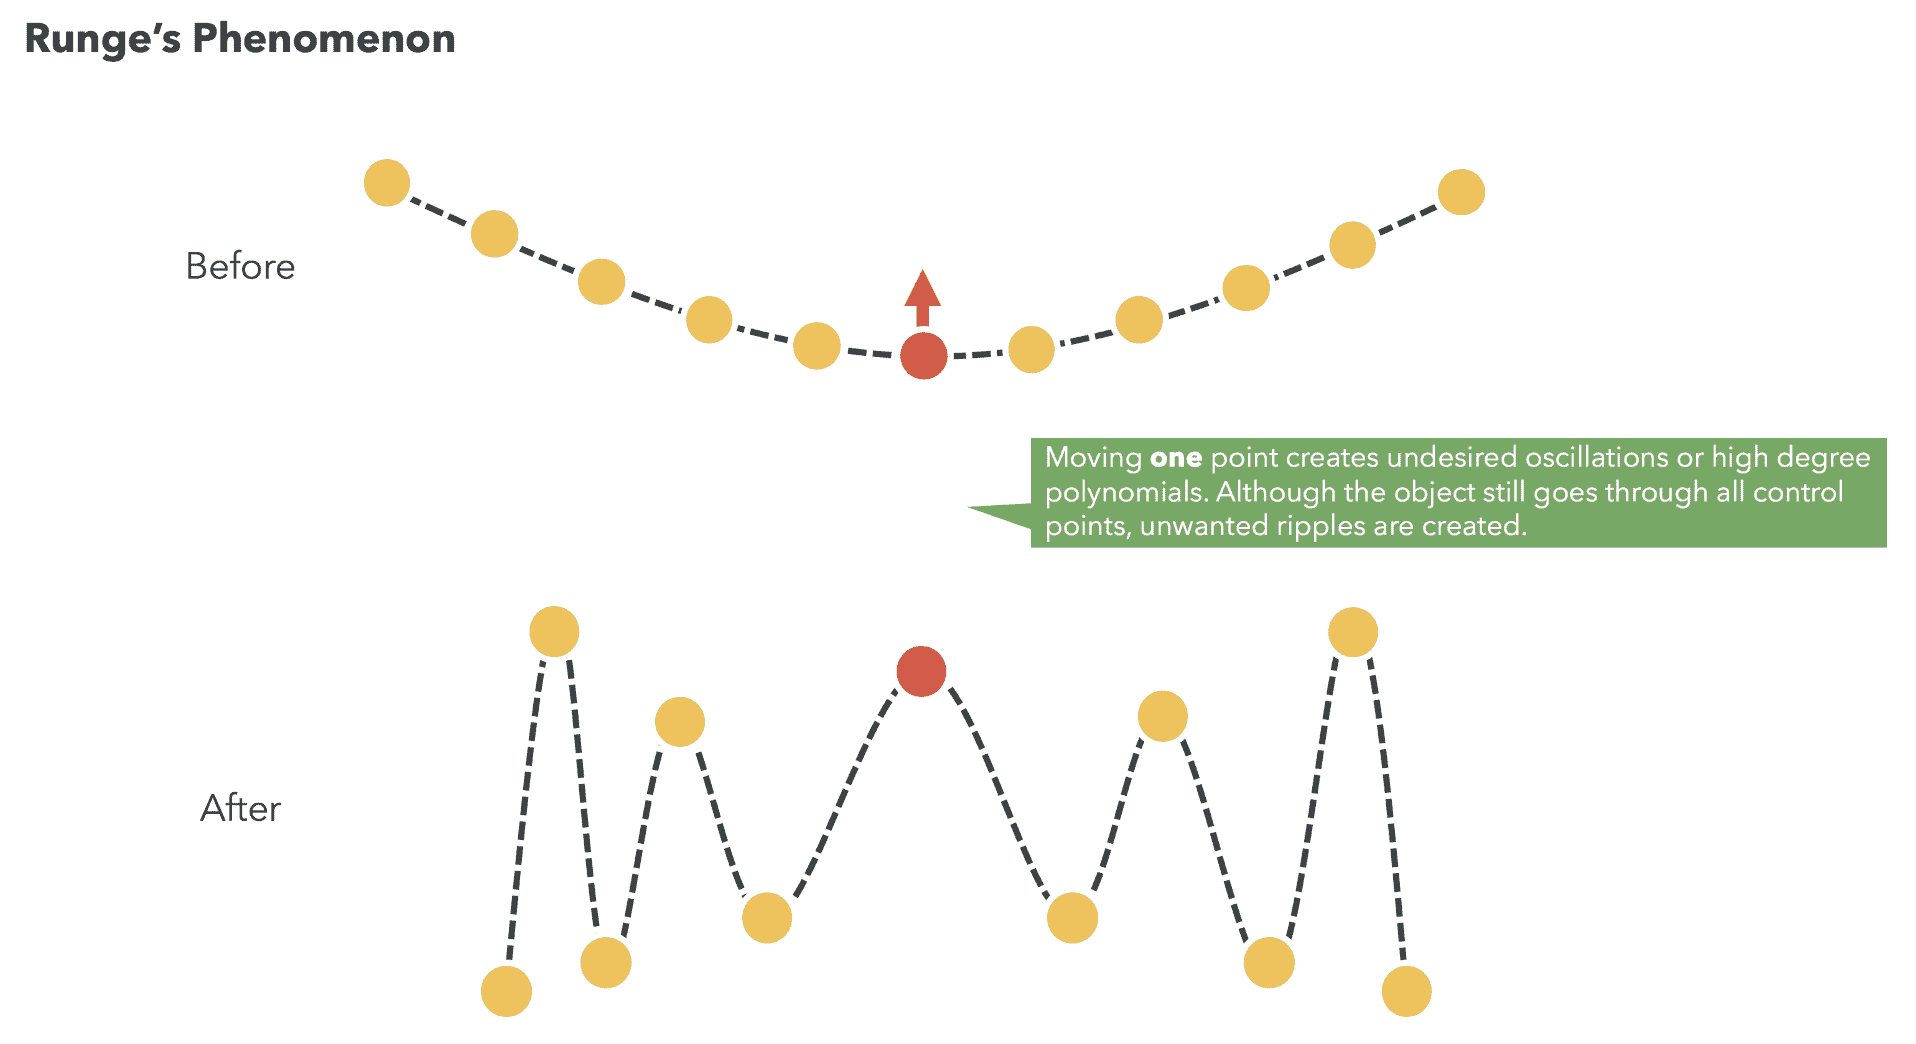 Runge’s Phenomenon
Before
Moving one point creates undesired oscillations or high degree
polynomials. Although the object still goes through all control
points, unwanted ripples are created.
After